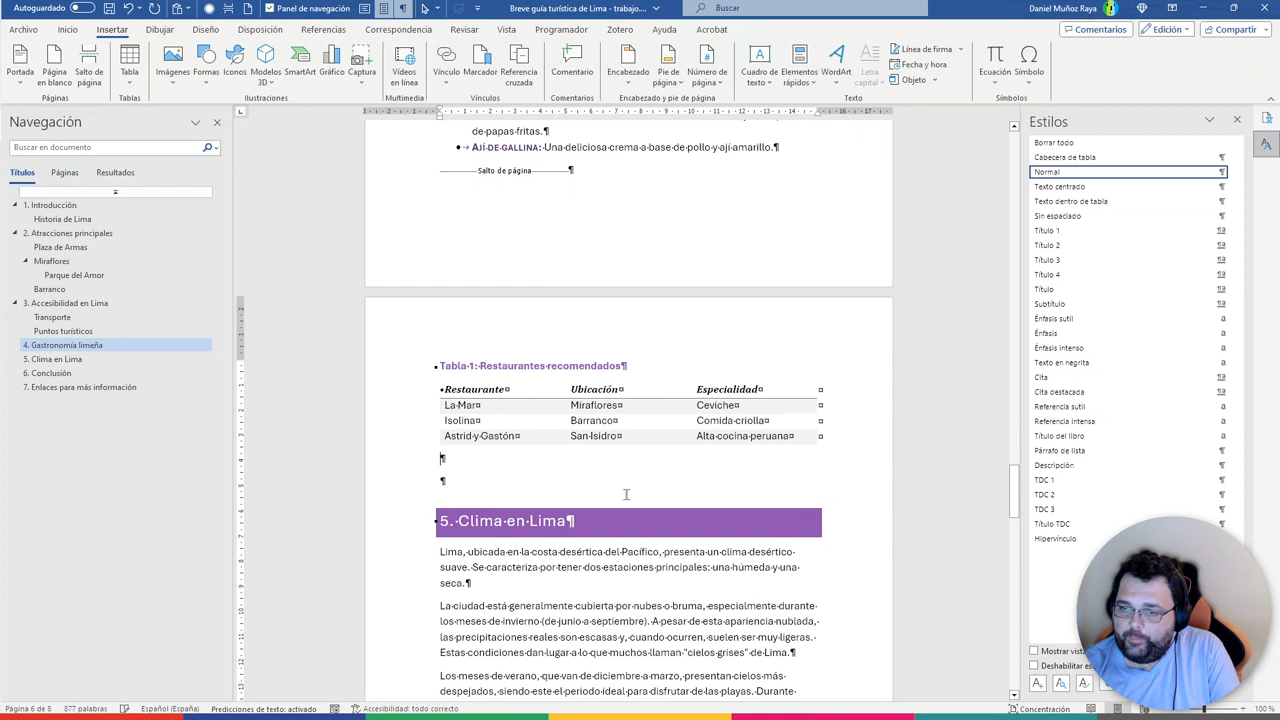 Autoguardado
Panel de navegación
Breve guía turística de Lima - trabajo...
Buscar
Daniel Muñoz Raya
Archivo
Inicio
Insertar
Dibujar
Diseño
Disposición
Referencias
Correspondencia
Revisar
Vista
Programador
Zotero
Ayuda
Acrobat
Comentarios
Edición
Compartir
Portada
Página en blanco
Salto de página
Tabla
Imágenes
Formas
Iconos
Modelos 3D
SmartArt
Gráfico
Captura
Vídeos en línea
Vínculo
Marcador
Referencia cruzada
Comentario
Encabezado
Pie de página
Número de página
Cuadro de texto
Elementos rápidos
WordArt
Letra capital
Línea de firma
Fecha y hora
Objeto
Ecuación
Símbolo
Páginas
Tablas
Ilustraciones
Multimedia
Vínculos
Comentarios
Encabezado y pie de página
Texto
Símbolos
Navegación
Buscar en documento
Títulos
Páginas
Resultados
1. Introducción
Historia de Lima
2. Atracciones principales
Plaza de Armas
Miraflores
Parque del Amor
Barranco
3. Accesibilidad en Lima
Transporte
Puntos turísticos
4. Gastronomía limeña
5. Clima en Lima
6. Conclusión
7. Enlaces para más información
de·papas·fritas.¶
•→AJÍ·DE·GALLINA:·Una·deliciosa·crema·a·base·de·pollo·y·ají·amarillo.¶
Salto de página¶
Tabla·1:·Restaurantes·recomendados¶
Restaurante¤ Ubicación¤ Especialidad¤ ¤
La·Mar¤ Miraflores¤ Ceviche¤ ¤
Isolina¤ Barranco¤ Comida·criolla¤ ¤
Astrid·y·Gastón¤ San·Isidro¤ Alta·cocina·peruana¤ ¤
¶
¶
5.·Clima·en·Lima¶
Lima,·ubicada·en·la·costa·desértica·del·Pacífico,·presenta·un·clima·desértico·
suave.·Se·caracteriza·por·tener·dos·estaciones·principales:·una·húmeda·y·una·
seca.¶
La·ciudad·está·generalmente·cubierta·por·nubes·o·bruma,·especialmente·durante·
los·meses·de·invierno·(de·junio·a·septiembre).·A·pesar·de·esta·apariencia·nublada,·
las·precipitaciones·reales·son·escasas·y,·cuando·ocurren,·suelen·ser·muy·ligeras.·
Estas·condiciones·dan·lugar·a·lo·que·muchos·llaman·"cielos·grises"·de·Lima.¶
Los·meses·de·verano,·que·van·de·diciembre·a·marzo,·presentan·cielos·más·
despejados,·siendo·este·el·periodo·ideal·para·disfrutar·de·las·playas.·Durante·
Estilos
Borrar todo
Cabecera de tabla
Normal
Texto centrado
Texto dentro de tabla
Sin espaciado
Título 1
Título 2
Título 3
Título 4
Título
Subtítulo
Énfasis sutil
Énfasis
Énfasis intenso
Texto en negrita
Cita
Cita destacada
Referencia sutil
Referencia intensa
Título del libro
Párrafo de lista
Descripción
TDC 1
TDC 2
TDC 3
Título TDC
Hipervínculo
Mostrar vista
Deshabilitar
Página 6 de 8
877 palabras
Español (España)
Predicciones de texto: activado
Accesibilidad: todo correcto
Concentración
100 %